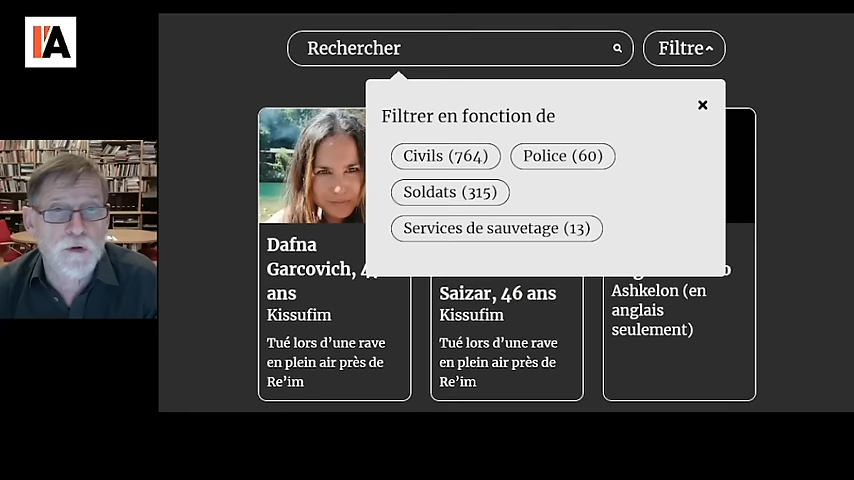 I/A
Rechercher
Filtre
Filtrer en fonction de
Civils (764)
Police (60)
Soldats (315)
Services de sauvetage (13)
Dafna
Garcovich,
ans
Kissufim
Tué lors d'une rave
en plein air près de
Re'im
Saizar, 46 ans
Kissufim
Tué lors d'une rave
en plein air près de
Re'im
Ashkelon (en
anglais
seulement)